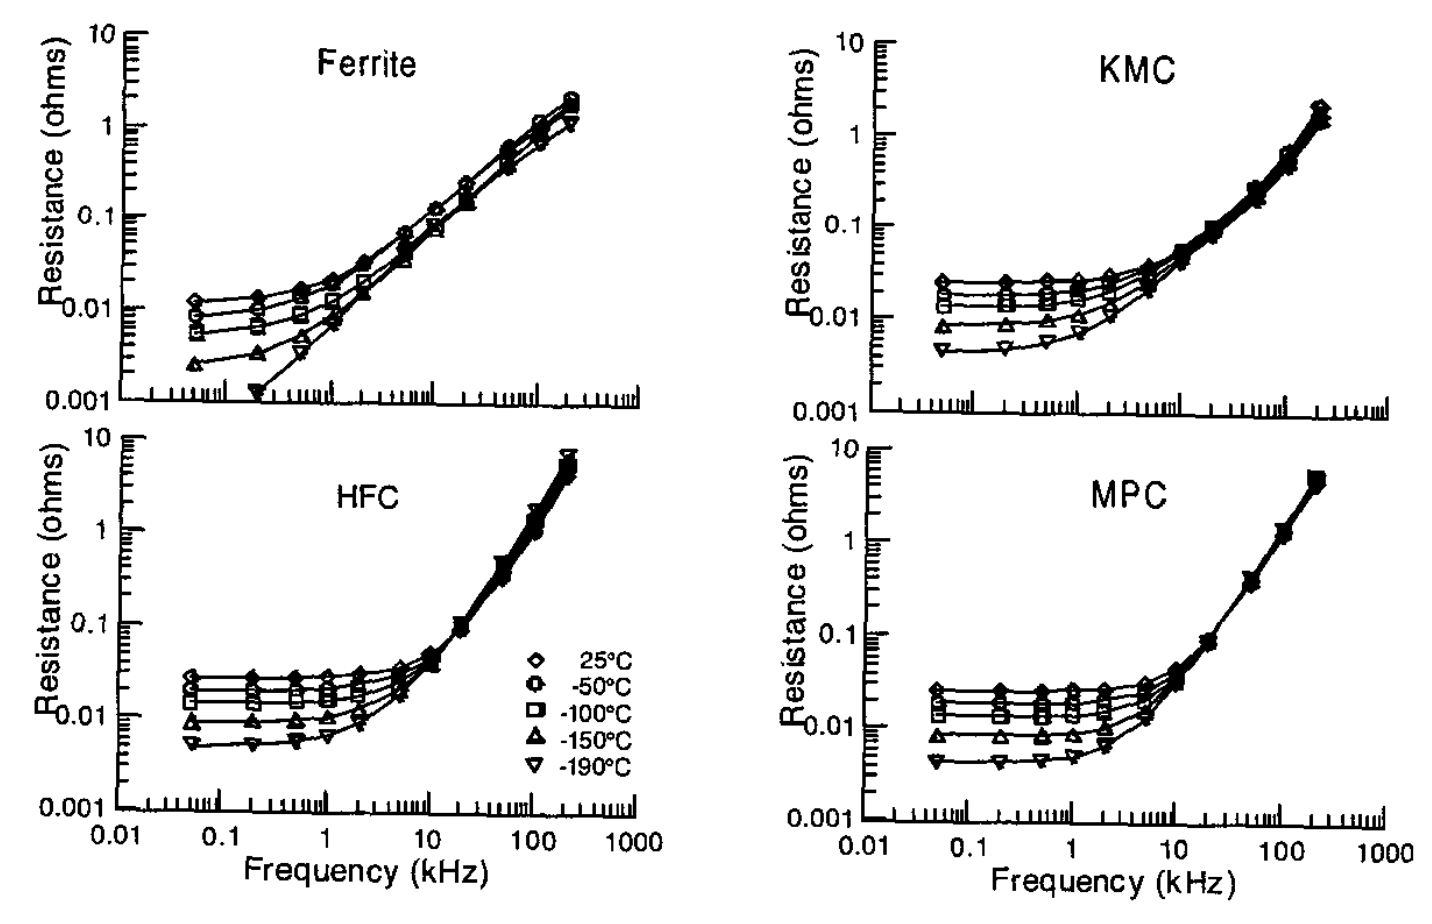 Ferrite
Resistance (ohms)
10
1
0.1
0.01
0.001
KMC
Resistance (ohms)
10
1
0.1
0.01
0.001
HFC
Resistance (ohms)
10
1
0.1
0.01
0.001
25°C
-50°C
-100°C
-150°C
-190°C
0.01 0.1 1 10 100 1000
Frequency (kHz)
MPC
Resistance (ohms)
10
1
0.1
0.01
0.001
0.01 0.1 1 10 100 1000
Frequency (kHz)